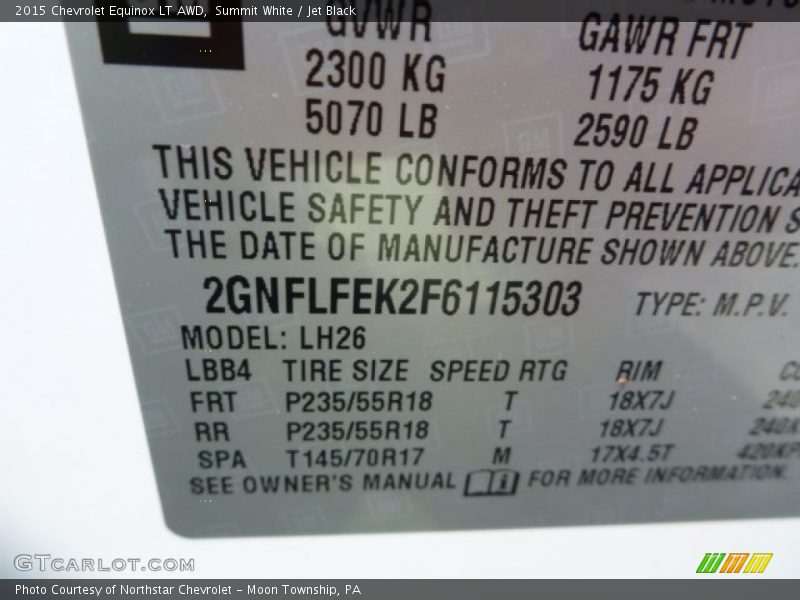 2015 Chevrolet Equinox LT AWD, Summit White / Jet Black
GVWR GAWR FRT
2300 KG 1175 KG
5070 LB 2590 LB
THIS VEHICLE CONFORMS TO ALL APPLICA
VEHICLE SAFETY AND THEFT PREVENTION S
THE DATE OF MANUFACTURE SHOWN ABOVE.
2GNFLFEK2F6115303 TYPE: M.P.V.
MODEL: LH26
LBB4 TIRE SIZE SPEED RTG RIM CO
FRT P235/55R18 T 18X7J 240
RR P235/55R18 T 18X7J 240K
SPA T145/70R17 M 17X4.5T 420KP
SEE OWNER'S MANUAL i FOR MORE INFORMATION.
GTCARLOT.COM
Photo Courtesy of Northstar Chevrolet - Moon Township, PA